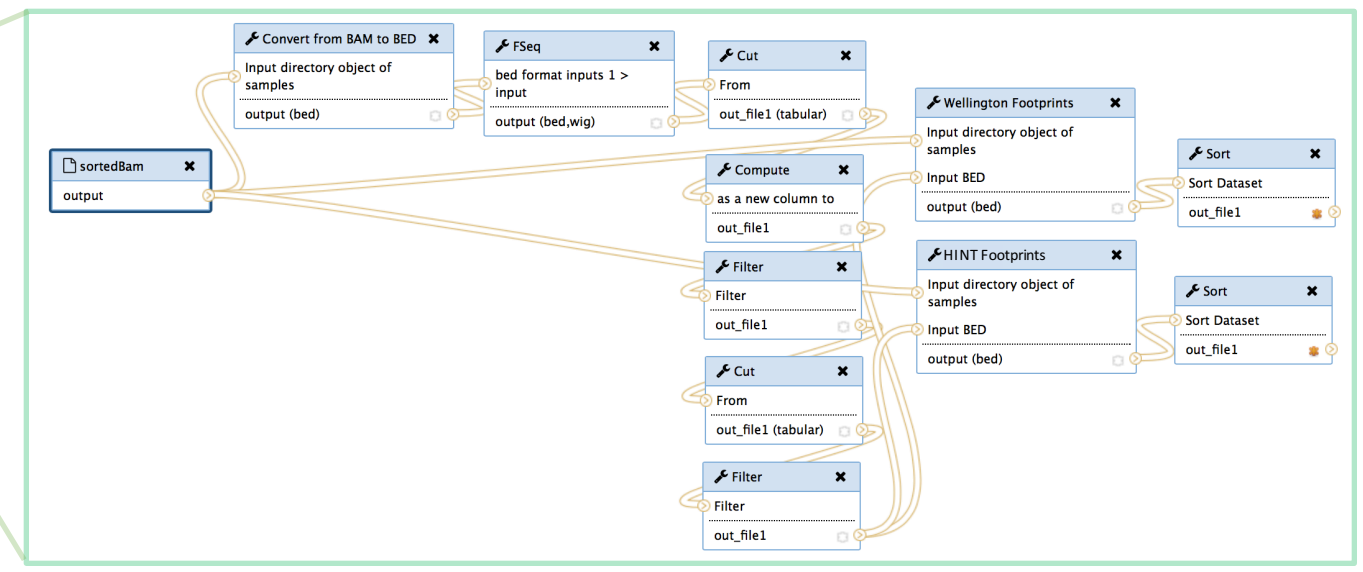 sortedBam
output
Convert from BAM to BED
Input directory object of
samples
output (bed)
FSeq
bed format inputs 1 >
input
output (bed,wig)
Cut
From
out_file1 (tabular)
Compute
as a new column to
out_file1
Filter
Filter
out_file1
Cut
From
out_file1 (tabular)
Filter
Filter
out_file1
Wellington Footprints
Input directory object of
samples
Input BED
output (bed)
HINT Footprints
Input directory object of
samples
Input BED
output (bed)
Sort
Sort Dataset
out_file1
Sort
Sort Dataset
out_file1